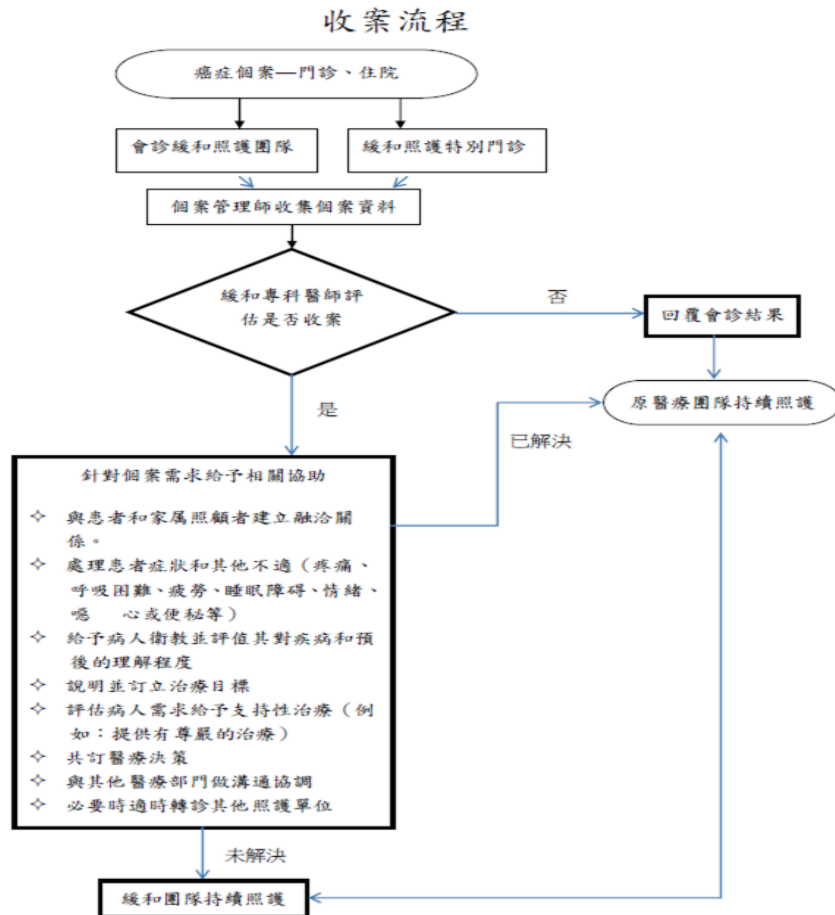 收案流程
癌症個案—門診、住院
會診緩和照護團隊
緩和照護特別門診
個案管理師收集個案資料
緩和專科醫師評
估是否收案
否
回覆會診結果
是
原醫療團隊持續照護
已解決
針對個案需求給予相關協助
✧ 與患者和家属照顧者建立融洽關
係。
✧ 處理患者症狀和其他不適（疼痛、
呼吸困難、疲勞、睡眠障碍、情緒、
噁 心或便秘等）
✧ 給予病人衛教並評值其對疾病和預
後的理解程度
✧ 說明並訂立治療目標
✧ 評估病人需求給予支持性治療（例
如：提供有尊嚴的治療）
✧ 共訂醫療決策
✧ 與其他醫療部門做溝通協調
✧ 必要時適時轉診其他照護單位
未解決
緩和團隊持續照護